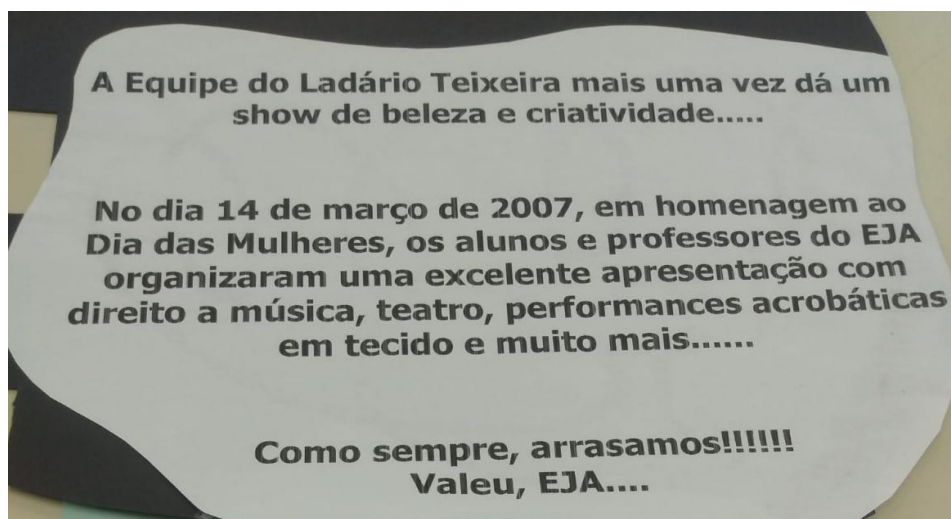 A Equipe do Ladário Teixeira mais uma vez dá um
show de beleza e criatividade.....
No dia 14 de março de 2007, em homenagem ao
Dia das Mulheres, os alunos e professores do EJA
organizaram uma excelente apresentação com
direito a música, teatro, performances acrobáticas
em tecido e muito mais......
Como sempre, arrasamos!!!!!!
Valeu, EJA....